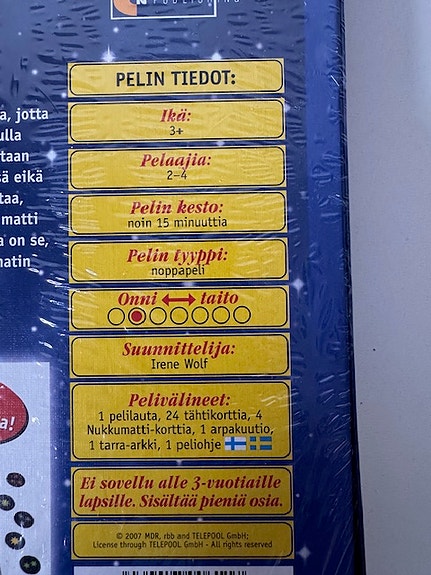 N PUBLISHING
PELIN TIEDOT:
Ikä:
3+
Pelaajia:
2–4
Pelin kesto:
noin 15 minuuttia
Pelin tyyppi:
noppapeli
Onni ⟷ taito
Suunnittelija:
Irene Wolf
Pelivälineet:
1 pelilauta, 24 tähtikorttia, 4
Nukkumatti-korttia, 1 arpakuutio,
1 tarra-arkki, 1 peliohje
Ei sovellu alle 3-vuotiaille
lapsille. Sisältää pieniä osia.
© 2007 MDR, rbb and TELEPOOL GmbH;
License through TELEPOOL GmbH - All rights reserved
a, jotta
ulla
taan
sä eikä
taa,
matti
a on se,
natin
a!